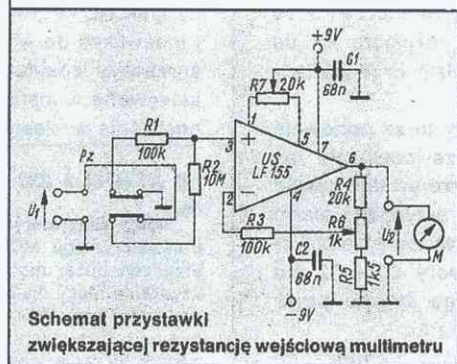 +9V
C1
68n
R7
20k
1
5
R1
100k
Pz
3
+
7
6
US
LF 155
R2
10M
2
−
4
R4
20k
U1
R3
100k
R6
1k
U2
M
C2
68n
R5
1k5
-9V
Schemat przystawki
zwiększającej rezystancję wejściową multimetru